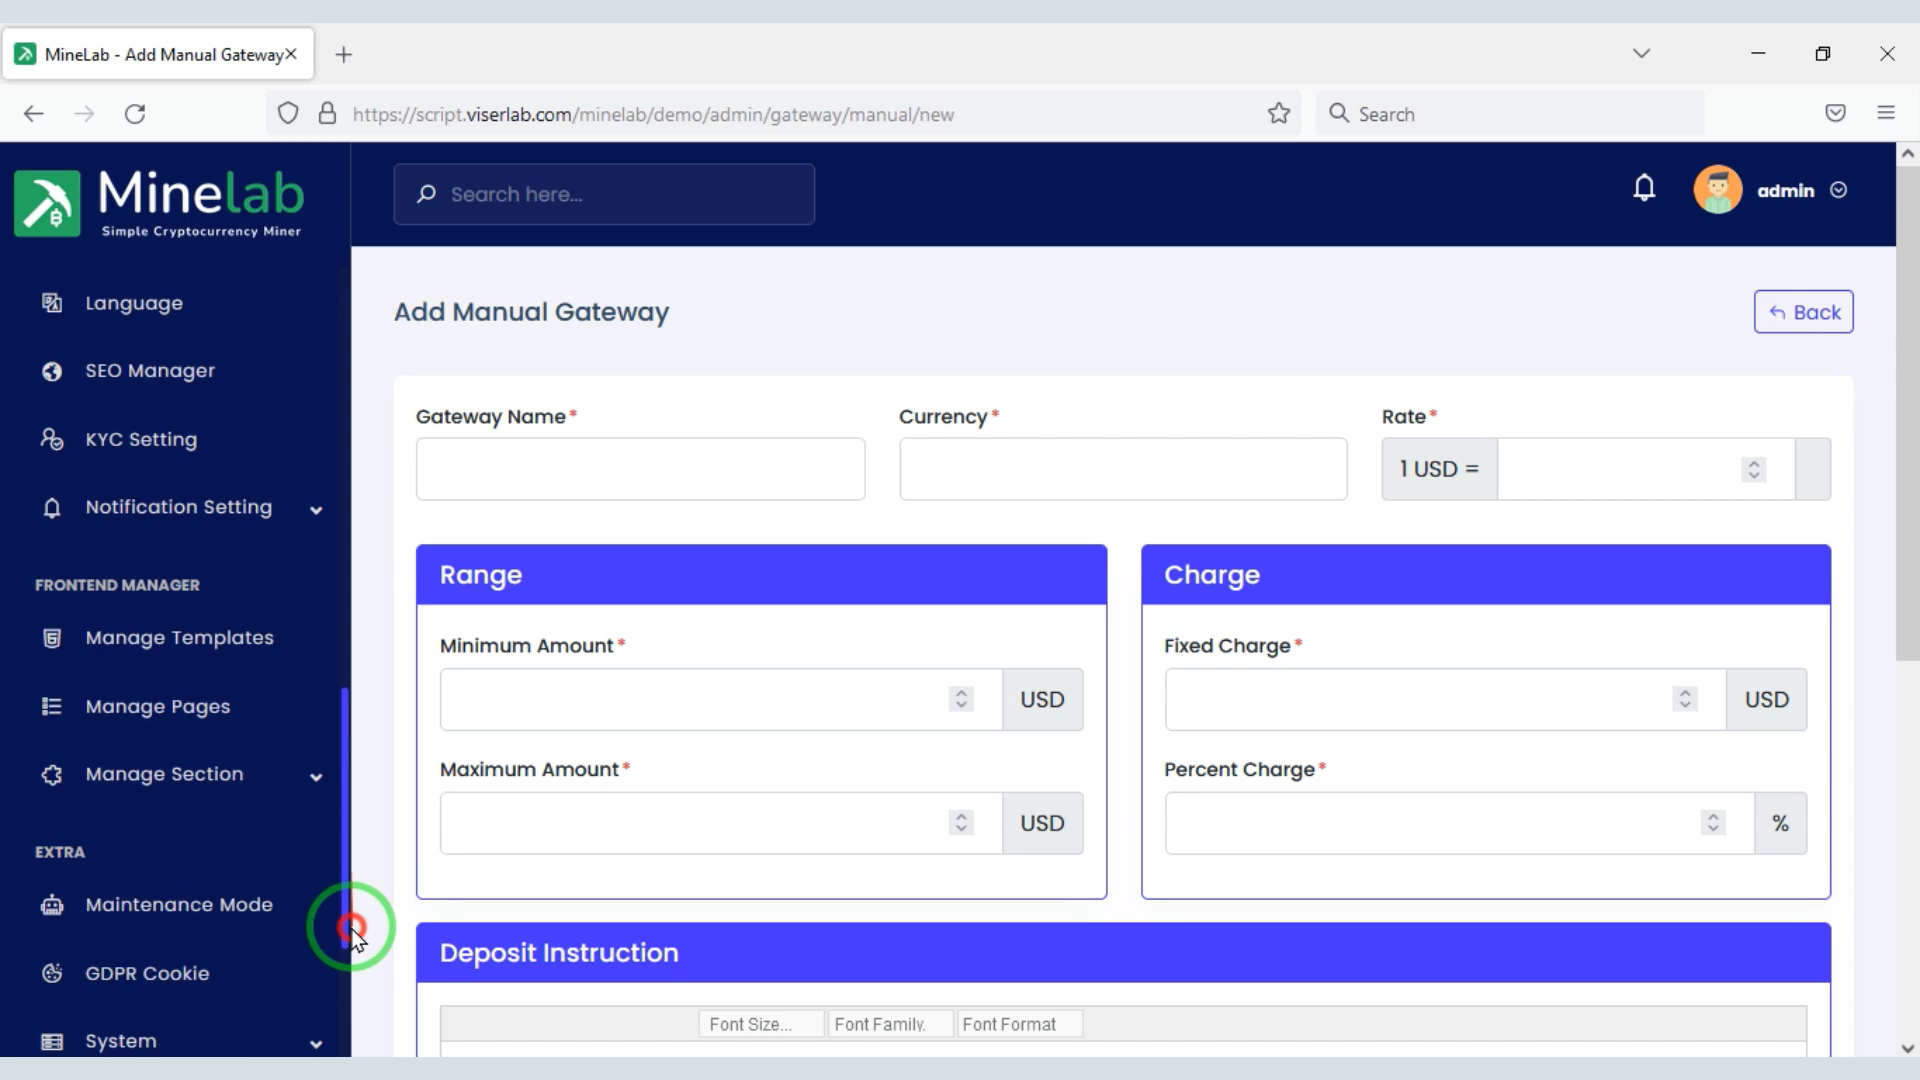 MineLab - Add Manual Gateway
https://script.viserlab.com/minelab/demo/admin/gateway/manual/new
Search
Minelab
Simple Cryptocurrency Miner
Search here...
admin
Language
SEO Manager
KYC Setting
Notification Setting
FRONTEND MANAGER
Manage Templates
Manage Pages
Manage Section
EXTRA
Maintenance Mode
GDPR Cookie
System
Add Manual Gateway
Back
Gateway Name*
Currency*
Rate*
1 USD =
Range
Minimum Amount*
USD
Maximum Amount*
USD
Charge
Fixed Charge*
USD
Percent Charge*
%
Deposit Instruction
Font Size...
Font Family.
Font Format